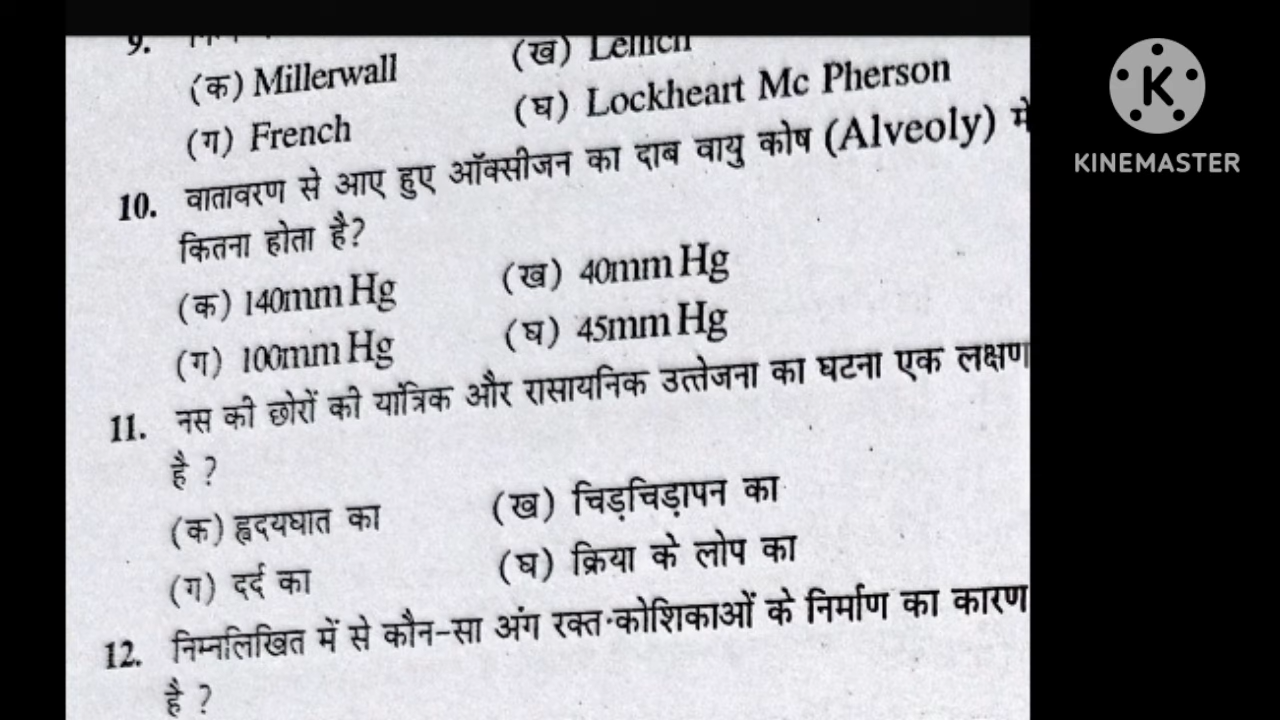 9.
(क) Millerwall (ख)
(ग) French (घ) Lockheart Mc Pherson
10. वातावरण से आए हुए ऑक्सीजन का दाब वायु कोष (Alveoly) में
कितना होता है?
(क) 140mm Hg (ख) 40mm Hg
(ग) 100mm Hg (घ) 45mm Hg
11. नस की छोरों की यांत्रिक और रासायनिक उत्तेजना का घटना एक लक्षण
है ?
(क) हृदयघात का (ख) चिड़चिड़ापन का
(ग) दर्द का (घ) क्रिया के लोप का
12. निम्नलिखित में से कौन-सा अंग रक्त-कोशिकाओं के निर्माण का कारण
है ?
K
KINEMASTER